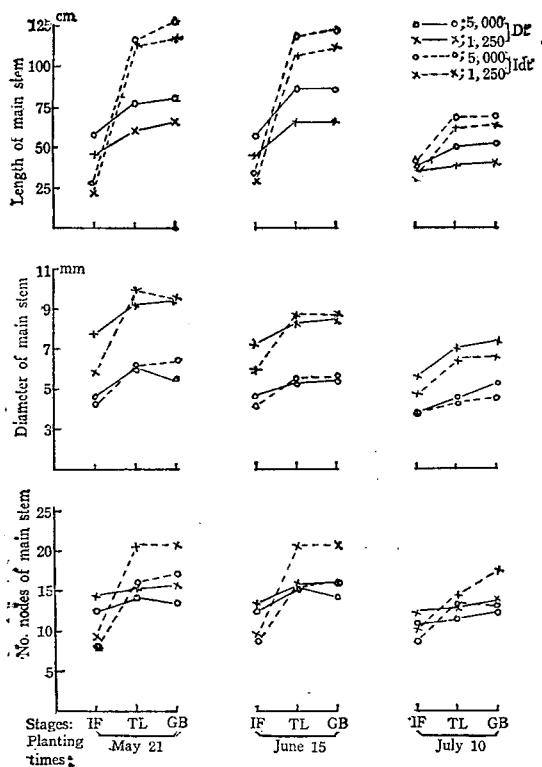 cm
125
100
75
50
25
Length of main stem
5,000
1,250
Dt
5,000
1,250
Idt
mm
11
9
7
5
3
Diameter of main stem
25
20
15
10
5
No. nodes of main stem
Stages: IF TL GB IF TL GB IF TL GB
Planting times: May 21 June 15 July 10